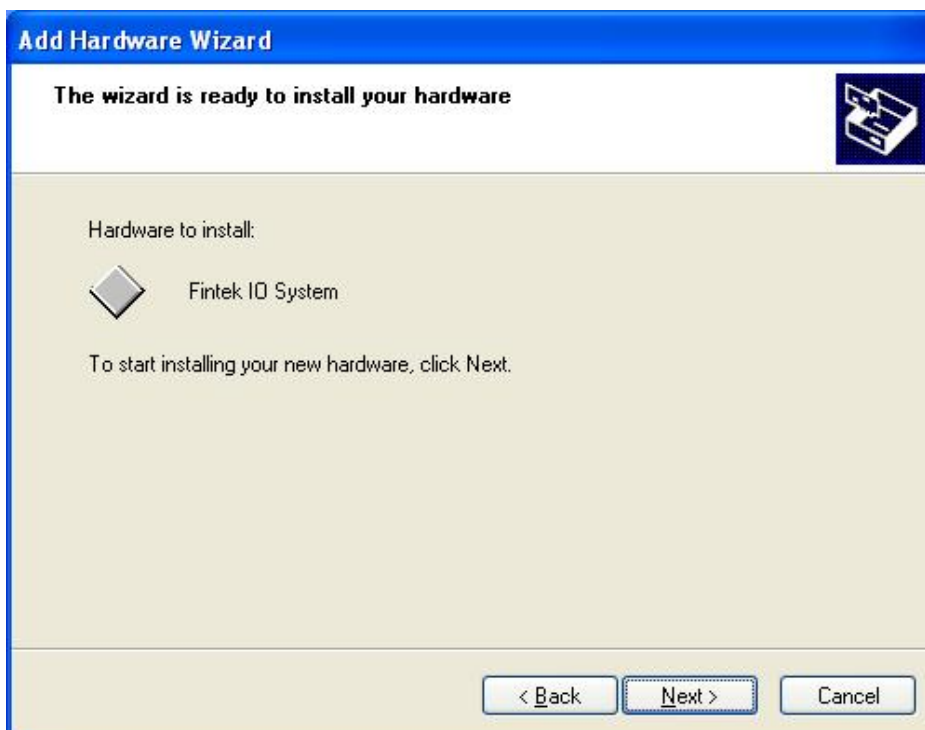 Add Hardware Wizard
The wizard is ready to install your hardware
Hardware to install:
Fintek IO System
To start installing your new hardware, click Next.
< Back Next > Cancel